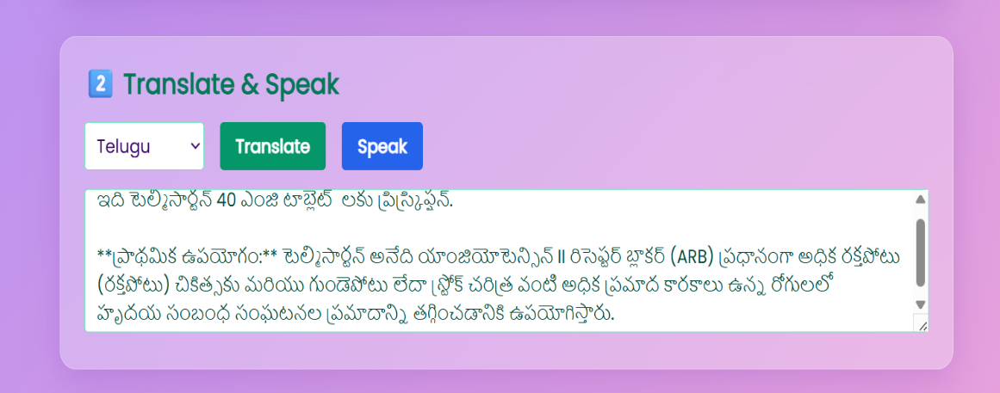 2 Translate & Speak
Telugu
Translate
Speak
ఇది టెల్మిసార్టన్ 40 ఎంజి టాబ్లెట్ లకు ప్రిస్క్రిప్షన్.
**ప్రాథమిక ఉపయోగం:** టెల్మిసార్టన్ అనేది యాంజియోటెన్సిన్ II రిసెప్టర్ బ్లాకర్ (ARB) ప్రధానంగా అధిక రక్తపోటు
(రక్తపోటు) చికిత్సకు మరియు గుండెపోటు లేదా స్ట్రోక్ చరిత్ర వంటి అధిక ప్రమాద కారకాలు ఉన్న రోగులలో
హృదయ సంబంధ సంఘటనల ప్రమాదాన్ని తగ్గించడానికి ఉపయోగిస్తారు.